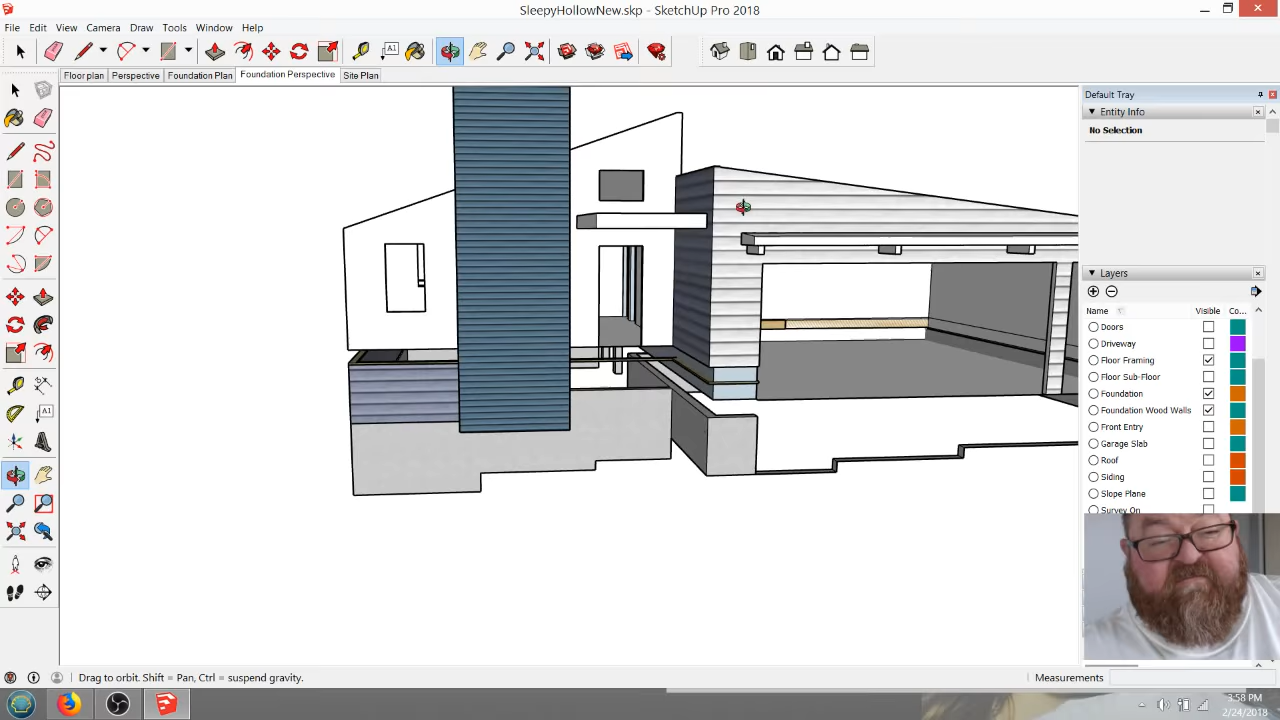 SleepyHollowNew.skp - SketchUp Pro 2018
File Edit View Camera Draw Tools Window Help
Floor plan Perspective Foundation Plan Foundation Perspective Site Plan
Default Tray
Entity Info
No Selection
Layers
Name Visible Co...
Doors
Driveway
Floor Framing
Floor Sub-Floor
Foundation
Foundation Wood Walls
Front Entry
Garage Slab
Roof
Siding
Slope Plane
Survey On
Drag to orbit. Shift = Pan, Ctrl = suspend gravity.
Measurements
3:58 PM
2/24/2018